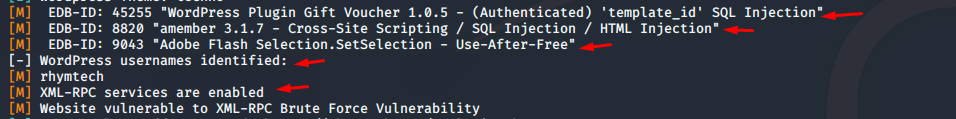 [M]  EDB-ID: 45255 "WordPress Plugin Gift Voucher 1.0.5 - (Authenticated) 'template_id' SQL Injection"
[M]  EDB-ID: 8820 "amember 3.1.7 - Cross-Site Scripting / SQL Injection / HTML Injection"
[M]  EDB-ID: 9043 "Adobe Flash Selection.SetSelection - Use-After-Free"
[-] WordPress usernames identified:
[M] rhymtech
[M] XML-RPC services are enabled
[M] Website vulnerable to XML-RPC Brute Force Vulnerability